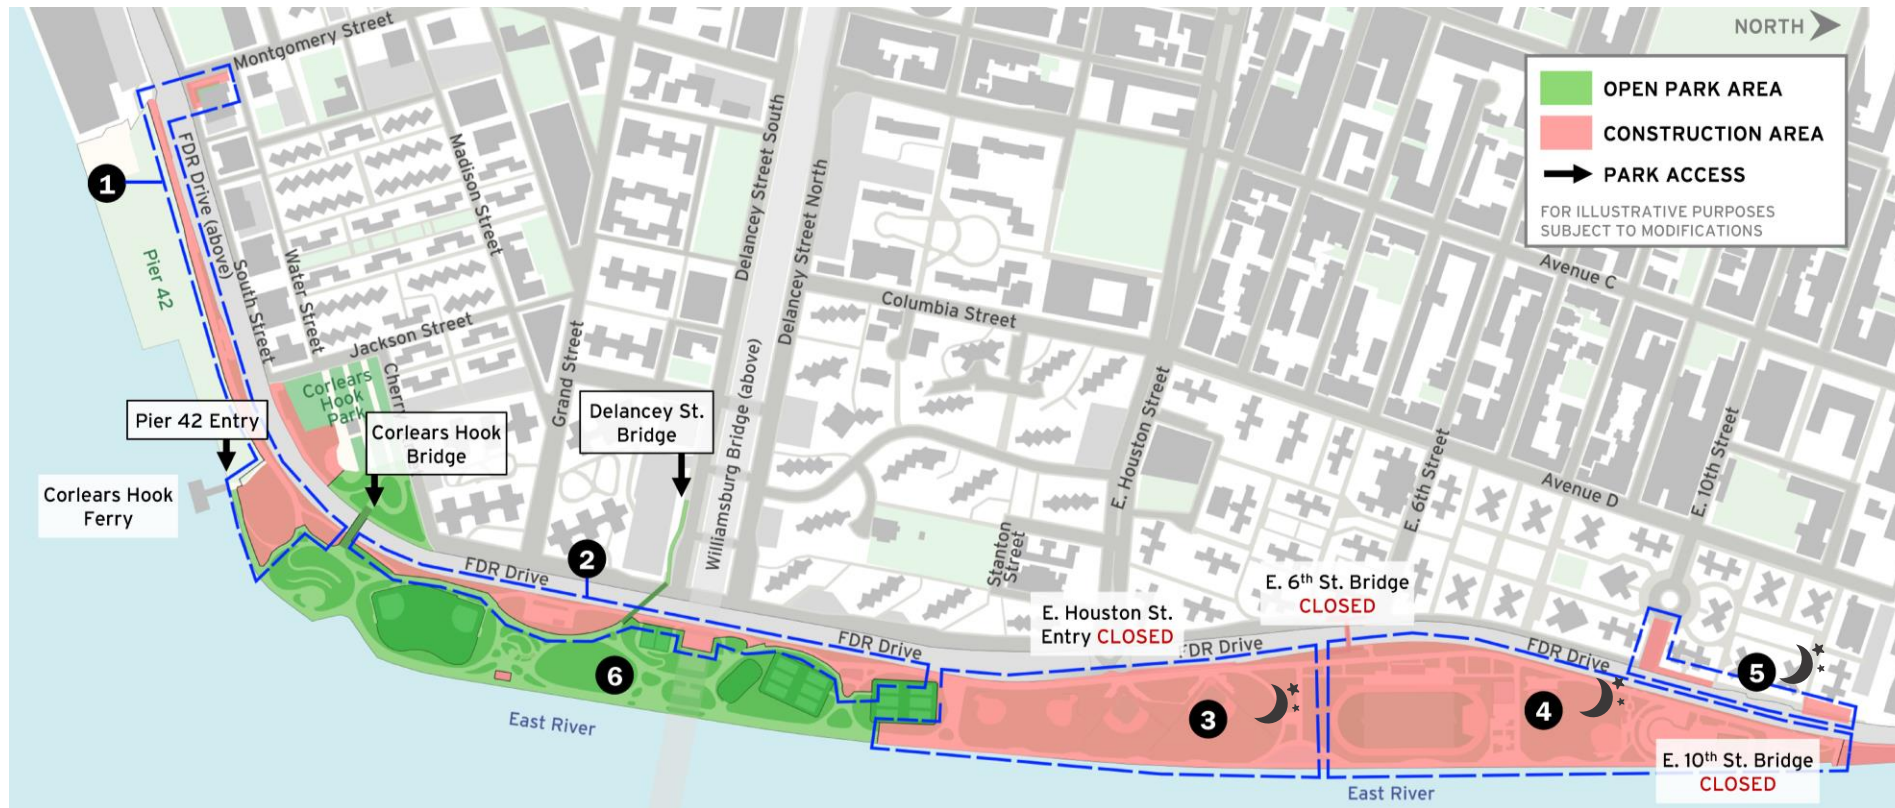 NORTH
OPEN PARK AREA
CONSTRUCTION AREA
PARK ACCESS
FOR ILLUSTRATIVE PURPOSES
SUBJECT TO MODIFICATIONS
Montgomery Street
1
FDR Drive (above)
Pier 42
South Street
Water Street
Madison Street
Jackson Street
Corlears
Hook
Park
Cherry
Grand Street
Delancey Street South
Delancey Street North
Williamsburg Bridge (above)
Columbia Street
Stanton
Street
E. Houston Street
E. 6th Street
E. 10th Street
Avenue C
Avenue D
Pier 42 Entry
Corlears Hook
Bridge
Delancey St.
Bridge
Corlears Hook
Ferry
FDR Drive
2
FDR Drive
E. Houston St.
Entry CLOSED
FDR Drive
E. 6th St. Bridge
CLOSED
FDR Drive
6
3
4
5
E. 10th St. Bridge
CLOSED
East River
East River